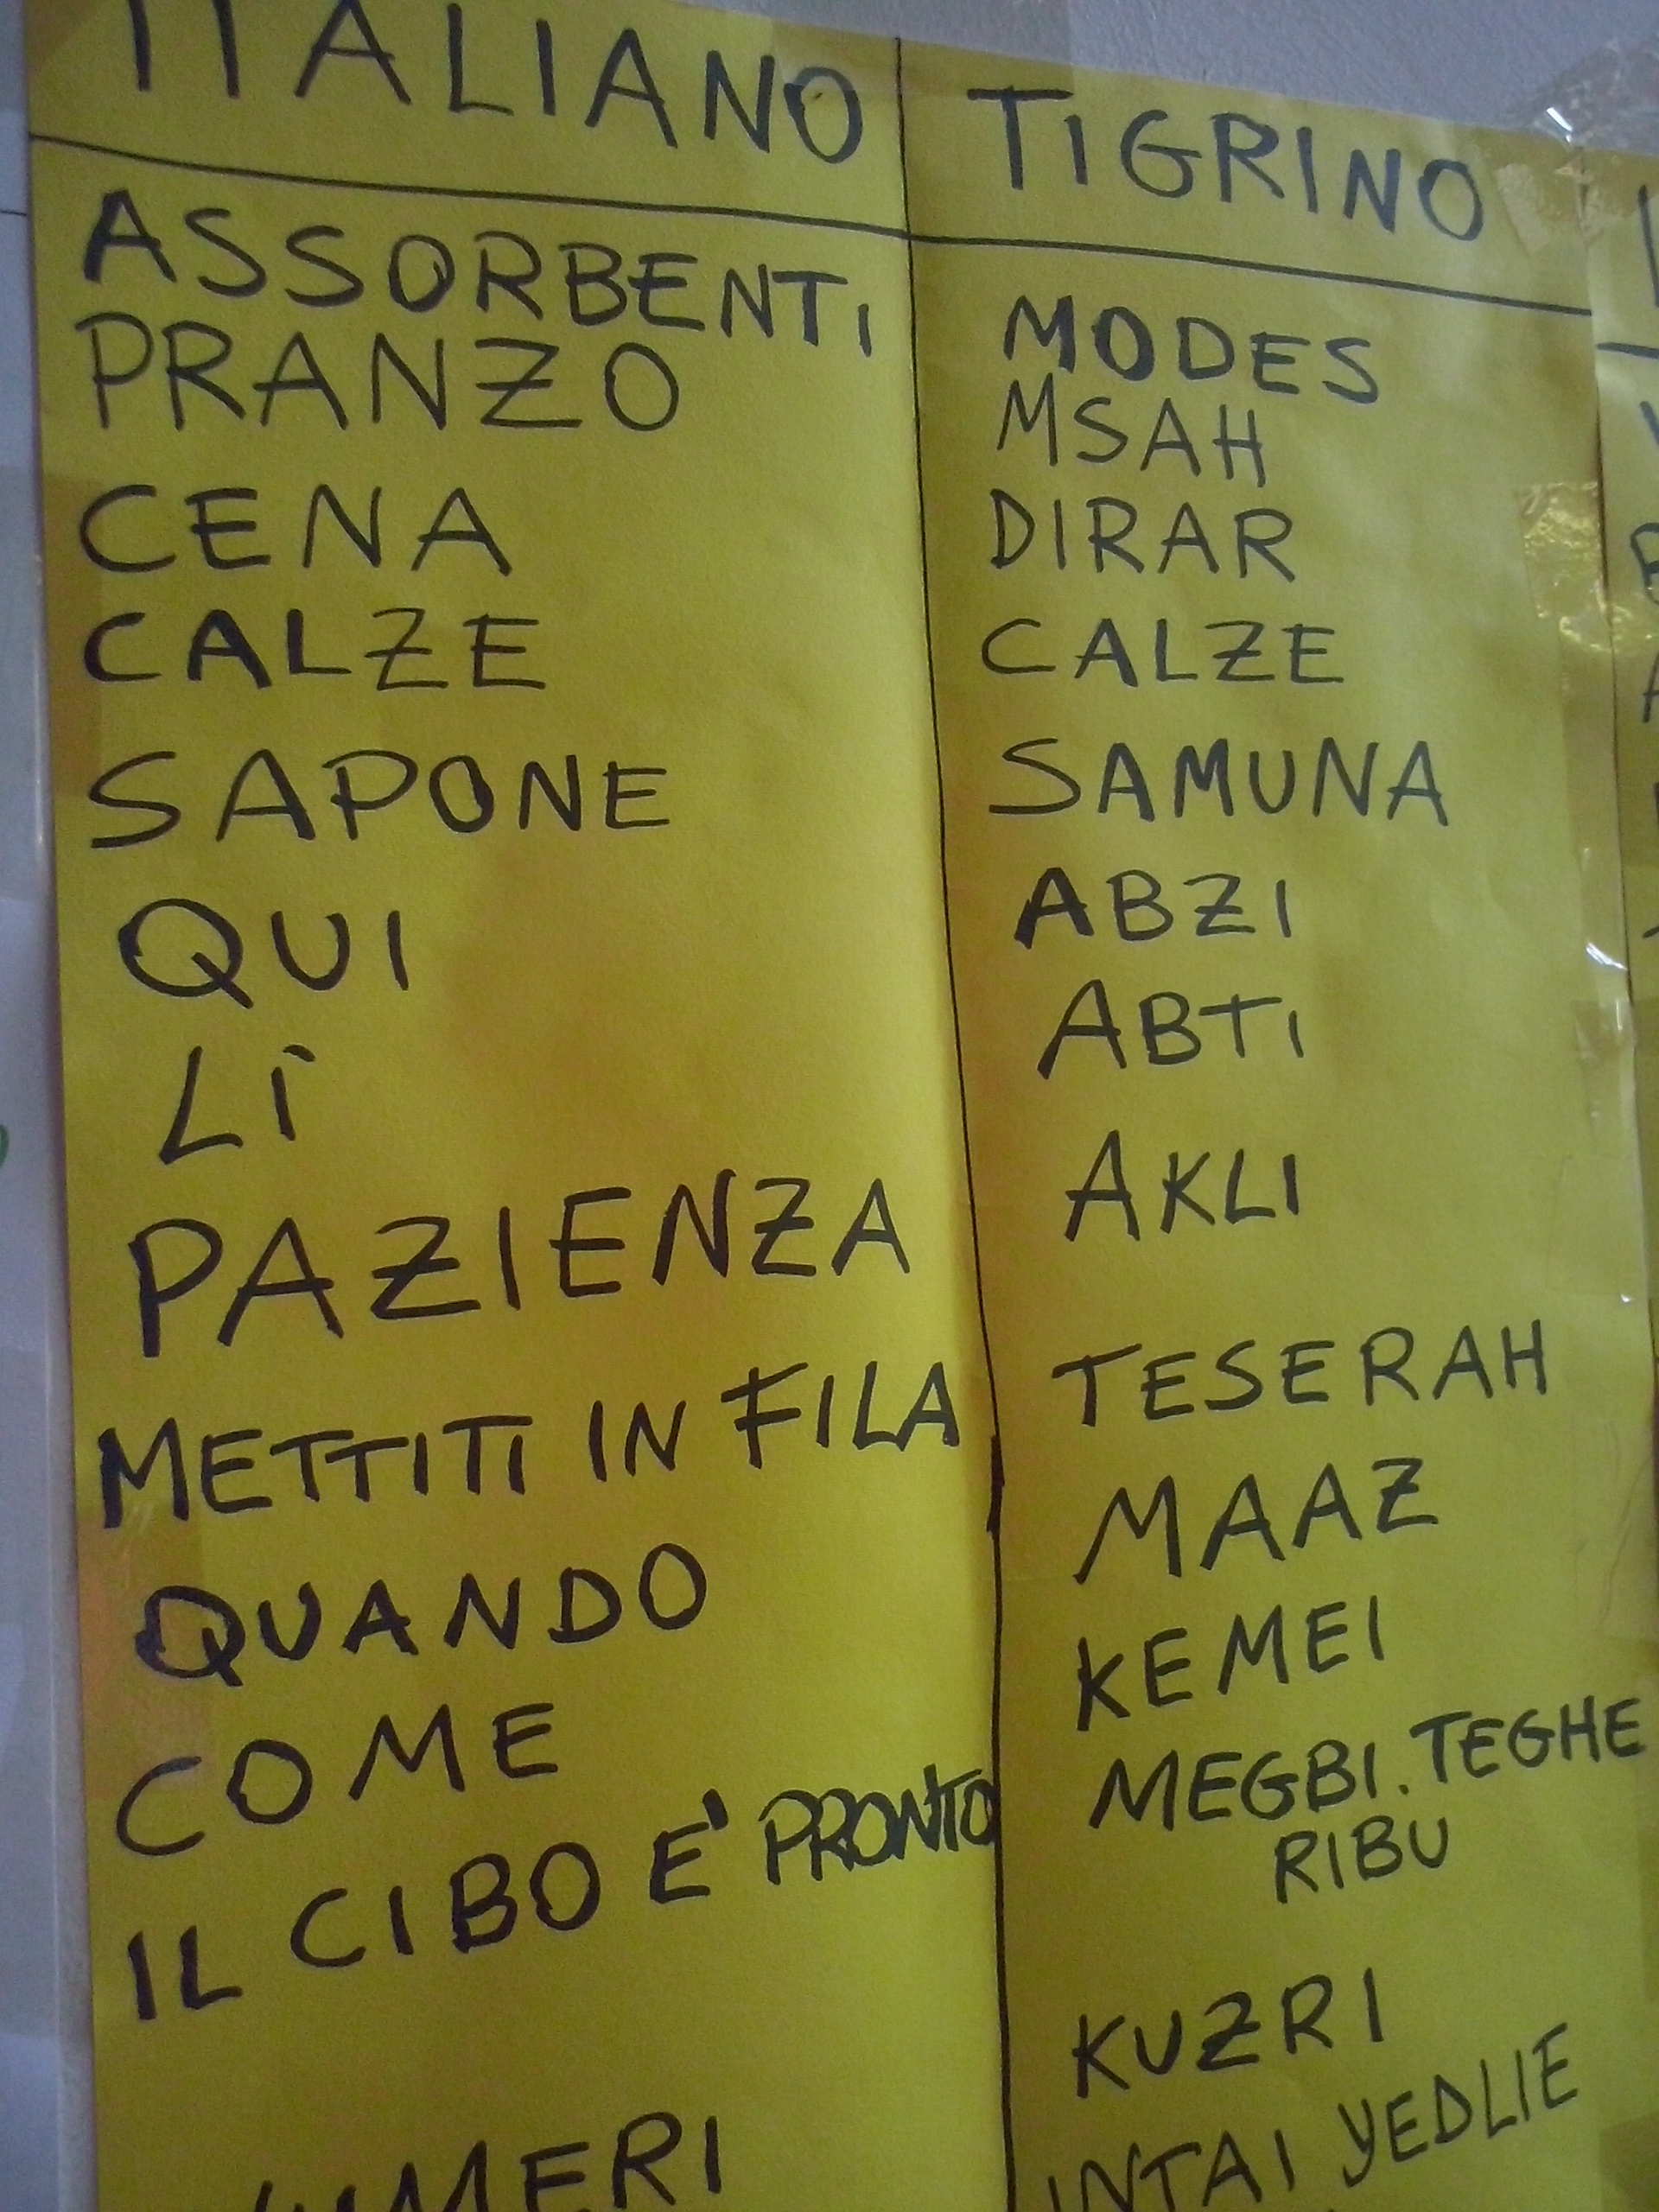 ITALIANO TIGRINO
ASSORBENTI MODES
PRANZO MSAH
CENA DIRAR
CALZE CALZE
SAPONE SAMUNA
QUI ABZI
LÌ ABTI
PAZIENZA AKLI
METTITI IN FILA TESERAH
QUANDO MAAZ
COME KEMEI
IL CIBO E' PRONTO MEGBI. TEGHE
RIBU
KUZRI
INTAI YEDLIE